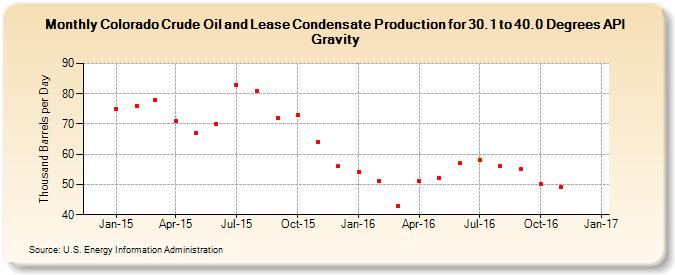 Monthly Colorado Crude Oil and Lease Condensate Production for 30.1 to 40.0 Degrees API
Gravity
Thousand Barrels per Day
90
80
70
60
50
40
Jan-15 Apr-15 Jul-15 Oct-15 Jan-16 Apr-16 Jul-16 Oct-16 Jan-17
Source: U.S. Energy Information Administration